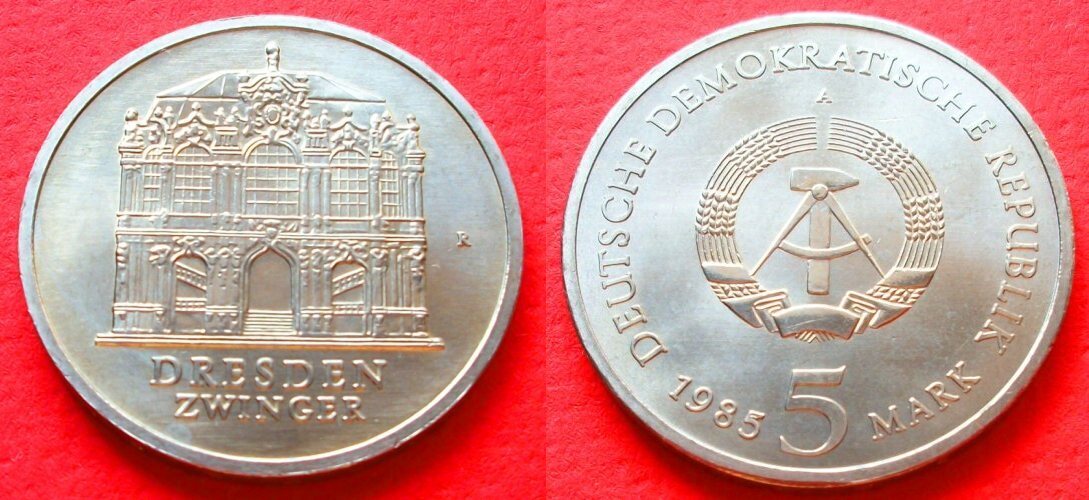 R
DRESDEN
ZWINGER
DEUTSCHE DEMOKRATISCHE REPUBLIK
A
1985 5 MARK